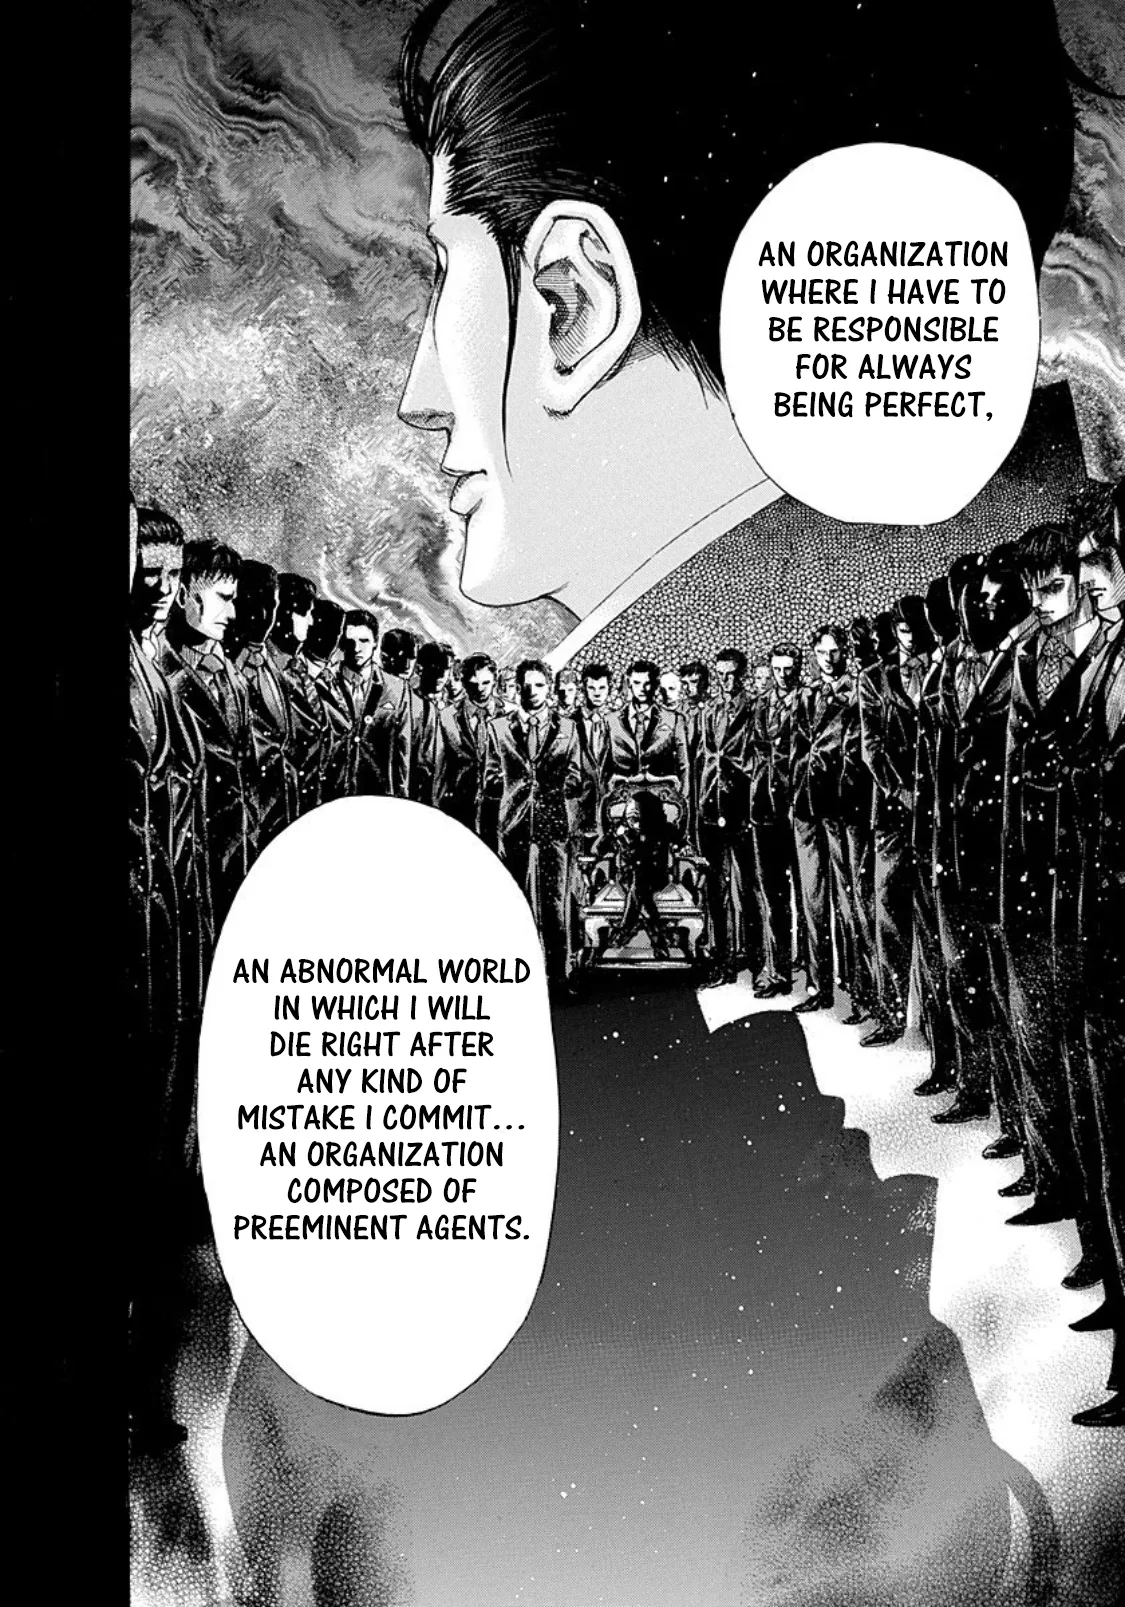 AN ORGANIZATION
WHERE I HAVE TO
BE RESPONSIBLE
FOR ALWAYS
BEING PERFECT,
AN ABNORMAL WORLD
IN WHICH I WILL
DIE RIGHT AFTER
ANY KIND OF
MISTAKE I COMMIT...
AN ORGANIZATION
COMPOSED OF
PREEMINENT AGENTS.